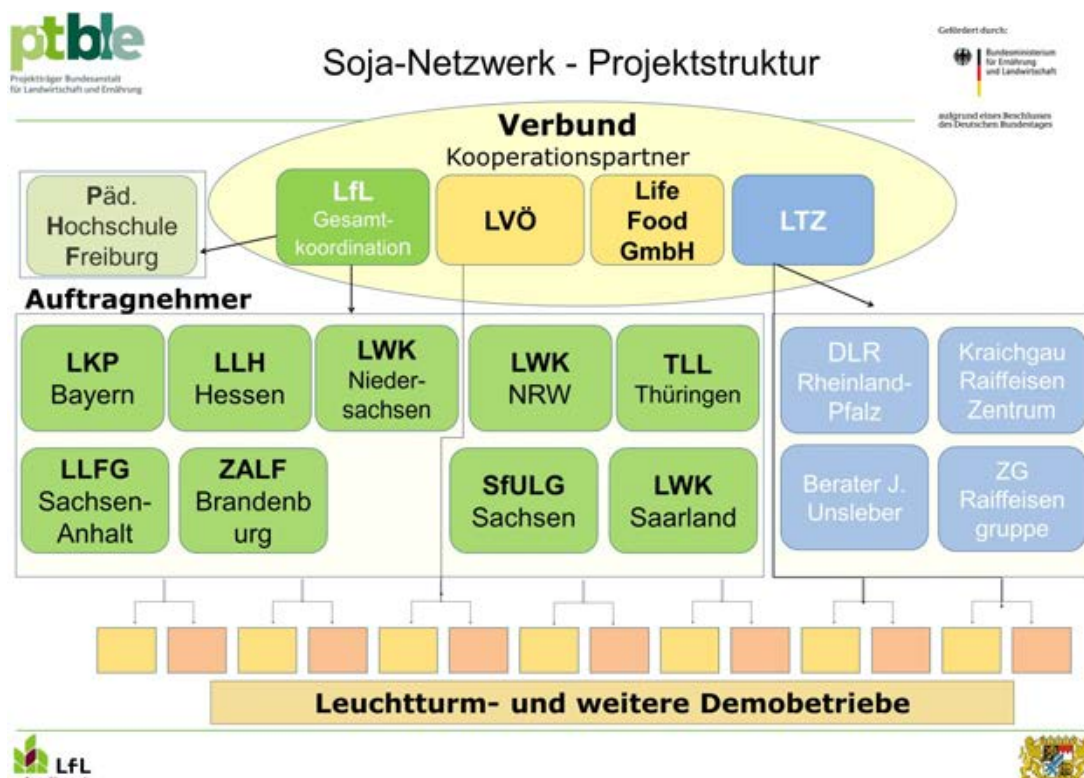 ptble
Projektträger Bundesanstalt
für Landwirtschaft und Ernährung
Soja-Netzwerk - Projektstruktur
Gefördert durch:
Bundesministerium
für Ernährung
und Landwirtschaft
aufgrund eines Beschlusses
des Deutschen Bundestages
Verbund
Kooperationspartner
Päd.
Hochschule
Freiburg
LfL
Gesamt-
koordination
LVÖ
Life
Food
GmbH
LTZ
Auftragnehmer
LKP
Bayern
LLH
Hessen
LWK
Nieder-
sachsen
LWK
NRW
TLL
Thüringen
DLR
Rheinland-
Pfalz
Kraichgau
Raiffeisen
Zentrum
LLFG
Sachsen-
Anhalt
ZALF
Brandenb
urg
SfULG
Sachsen
LWK
Saarland
Berater J.
Unsleber
ZG
Raiffeisen
gruppe
Leuchtturm- und weitere Demobetriebe
LfL